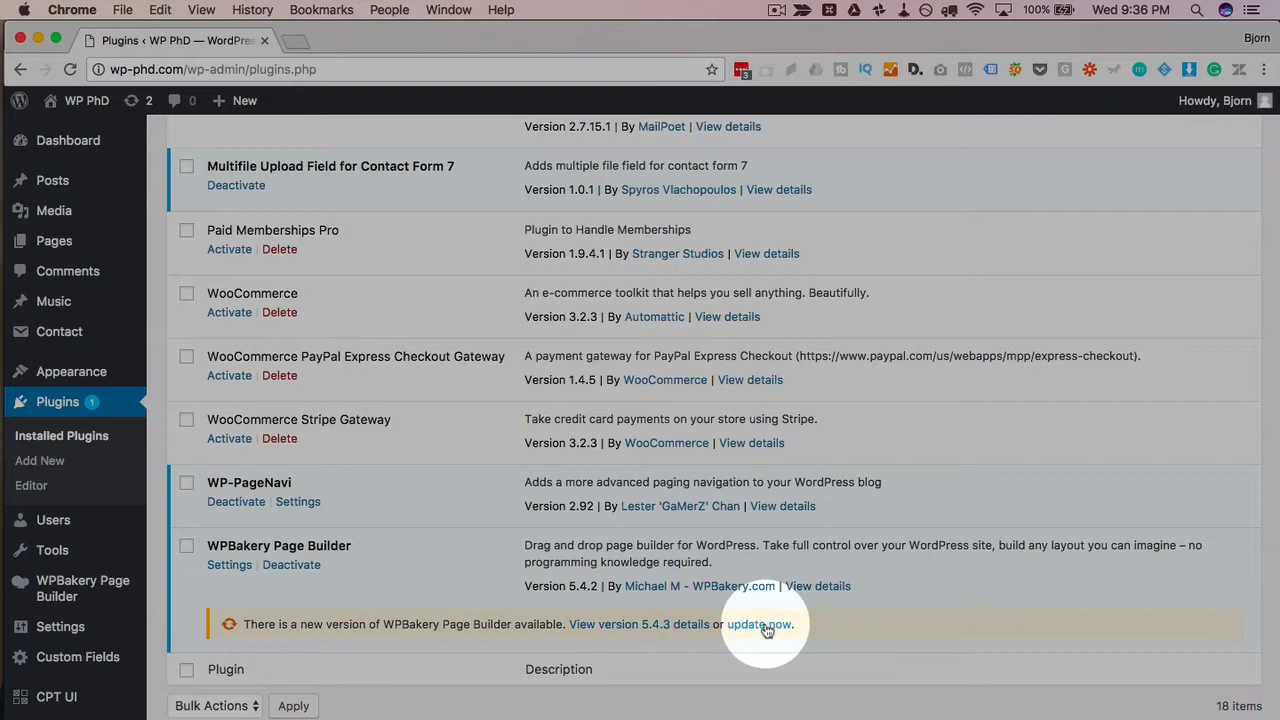 Chrome File Edit View History Bookmarks People Window Help 100% Wed 9:36 PM
Plugins ‹ WP PhD — WordPres Bjorn
wp-phd.com/wp-admin/plugins.php
WP PhD 2 0 New Howdy, Bjorn
Dashboard
Posts
Media
Pages
Comments
Music
Contact
Appearance
Plugins 1
Installed Plugins
Add New
Editor
Users
Tools
WPBakery Page
Builder
Settings
Custom Fields
CPT UI
Version 2.7.15.1 | By MailPoet | View details
Multifile Upload Field for Contact Form 7 Adds multiple file field for contact form 7
Deactivate Version 1.0.1 | By Spyros Vlachopoulos | View details
Paid Memberships Pro Plugin to Handle Memberships
Activate | Delete Version 1.9.4.1 | By Stranger Studios | View details
WooCommerce An e-commerce toolkit that helps you sell anything. Beautifully.
Activate | Delete Version 3.2.3 | By Automattic | View details
WooCommerce PayPal Express Checkout Gateway A payment gateway for PayPal Express Checkout (https://www.paypal.com/us/webapps/mpp/express-checkout).
Activate | Delete Version 1.4.5 | By WooCommerce | View details
WooCommerce Stripe Gateway Take credit card payments on your store using Stripe.
Activate | Delete Version 3.2.3 | By WooCommerce | View details
WP-PageNavi Adds a more advanced paging navigation to your WordPress blog
Deactivate | Settings Version 2.92 | By Lester 'GaMerZ' Chan | View details
WPBakery Page Builder Drag and drop page builder for WordPress. Take full control over your WordPress site, build any layout you can imagine – no
Settings | Deactivate programming knowledge required.
Version 5.4.2 | By Michael M - WPBakery.com | View details
There is a new version of WPBakery Page Builder available. View version 5.4.3 details or update now.
Plugin Description
Bulk Actions Apply 18 items